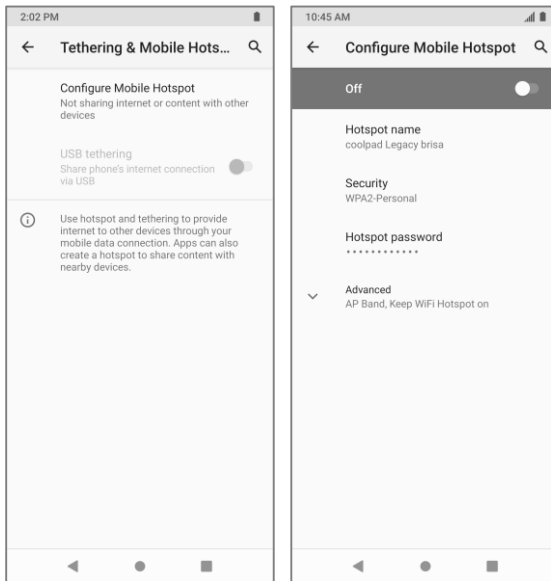 2:02 PM
Tethering & Mobile Hots...
Configure Mobile Hotspot
Not sharing internet or content with other
devices
USB tethering
Share phone's internet connection
via USB
Use hotspot and tethering to provide
internet to other devices through your
mobile data connection. Apps can also
create a hotspot to share content with
nearby devices.
10:45 AM
Configure Mobile Hotspot
Off
Hotspot name
coolpad Legacy brisa
Security
WPA2-Personal
Hotspot password
............
Advanced
AP Band, Keep WiFi Hotspot on